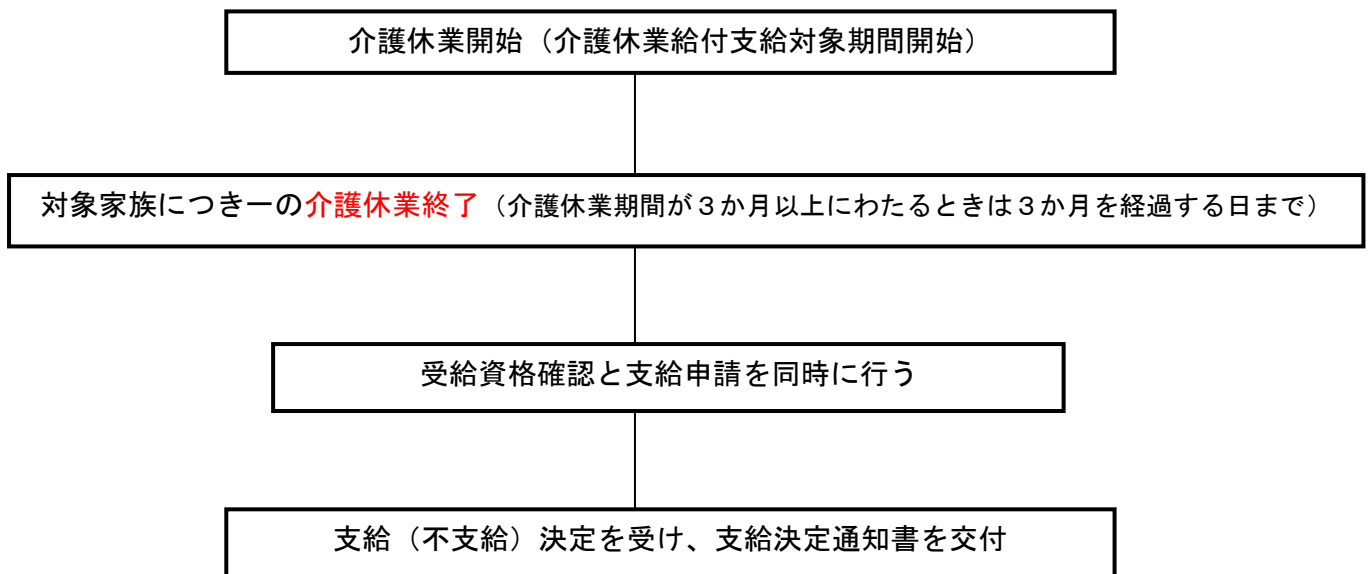 介護休業開始（介護休業給付支給対象期間開始）
対象家族につき一の介護休業終了（介護休業期間が３か月以上にわたるときは３か月を経過する日まで）
受給資格確認と支給申請を同時に行う
支給（不支給）決定を受け、支給決定通知書を交付